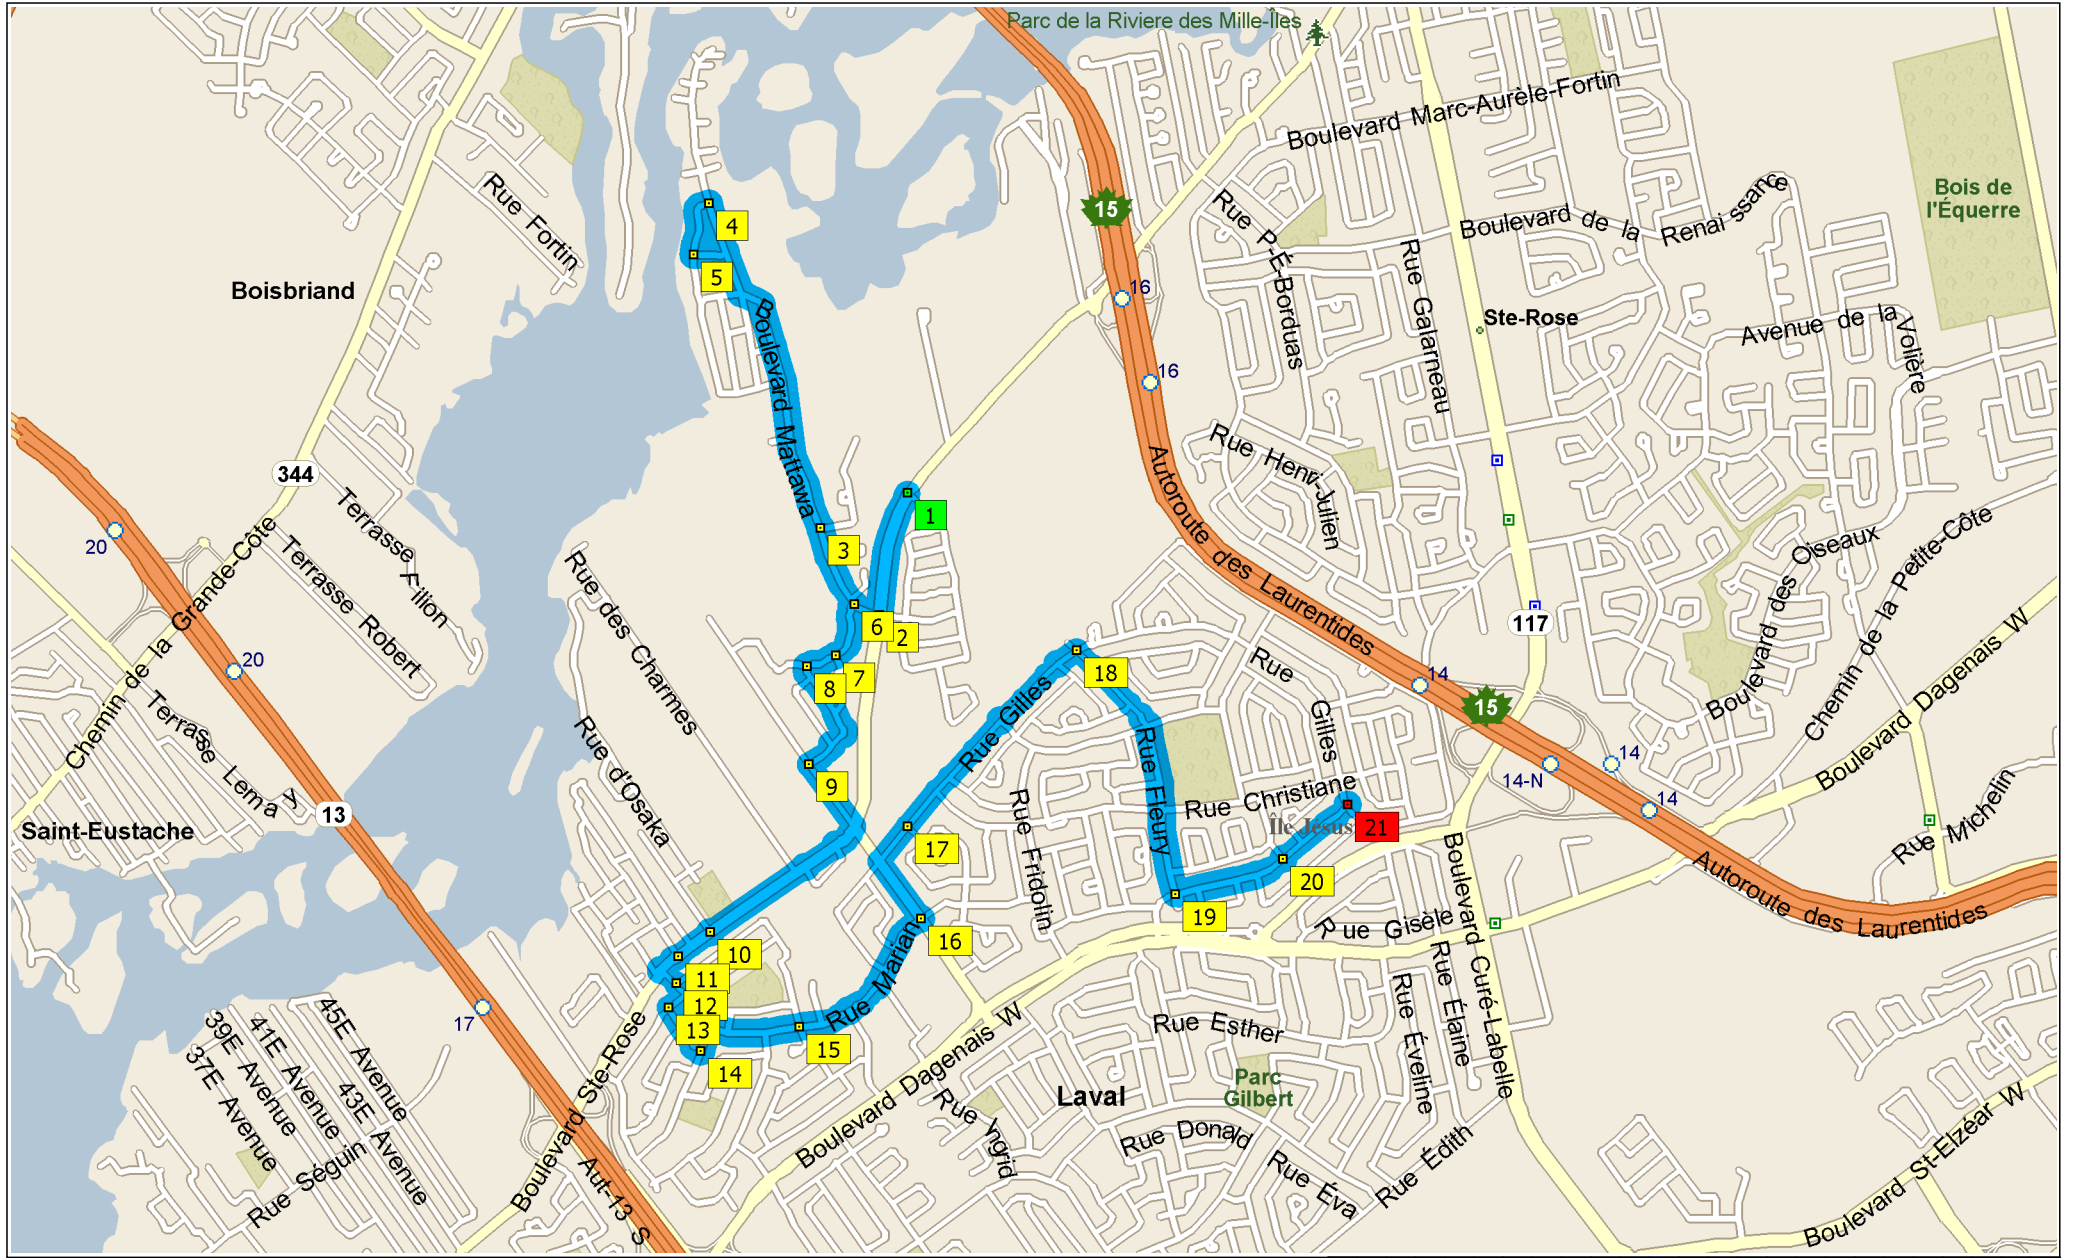 Parc de la Riviere des Mille-Îles
Boulevard Marc-Aurèle-Fortin
Bois de
l'Équerre
Rue Fortin
15
Rue P-É-Borduas
Boulevard de la Renai ssance
4
5
Boisbriand
16
Rue Galarneau
Ste-Rose
Avenue de la Volière
Boulevard Mattawa
16
Rue Henri-Julien
344
Terrasse Filion
1
Autoroute des Laurentides
20
Chemin de la Grande-Côte
Terrasse Robert
3
Boulevard des Oiseaux
Chemin de la Petite-Côte
Rue des Charmes
6
2
117
20
7
8
18
Rue Gilles
Rue Gilles
14
15
Boulevard Dagenais W
Terrasse Lema y
Rue d'Osaka
9
Rue Fleury
Rue Christiane
14-N
14
14
13
Saint-Eustache
Rue Fridolin
Île Jésus
21
17
Rue Michelin
20
Autoroute des Laurentides
19
R ue Gisèle
Boulevard Curé-Labelle
16
10
11
12
13
Rue Marian
15
14
17
45E Avenue
43E Avenue
41E Avenue
39E Avenue
37E Avenue
Rue Séguin
Boulevard Ste-Rose
Aut-13 S
Boulevard Dagenais W
Rue Esther
Rue Élaine
Rue Éveline
Laval
Parc
Gilbert
Rue Yngrid
Rue Donald
Rue Éva
Rue Édith
Boulevard St-Elzéar W